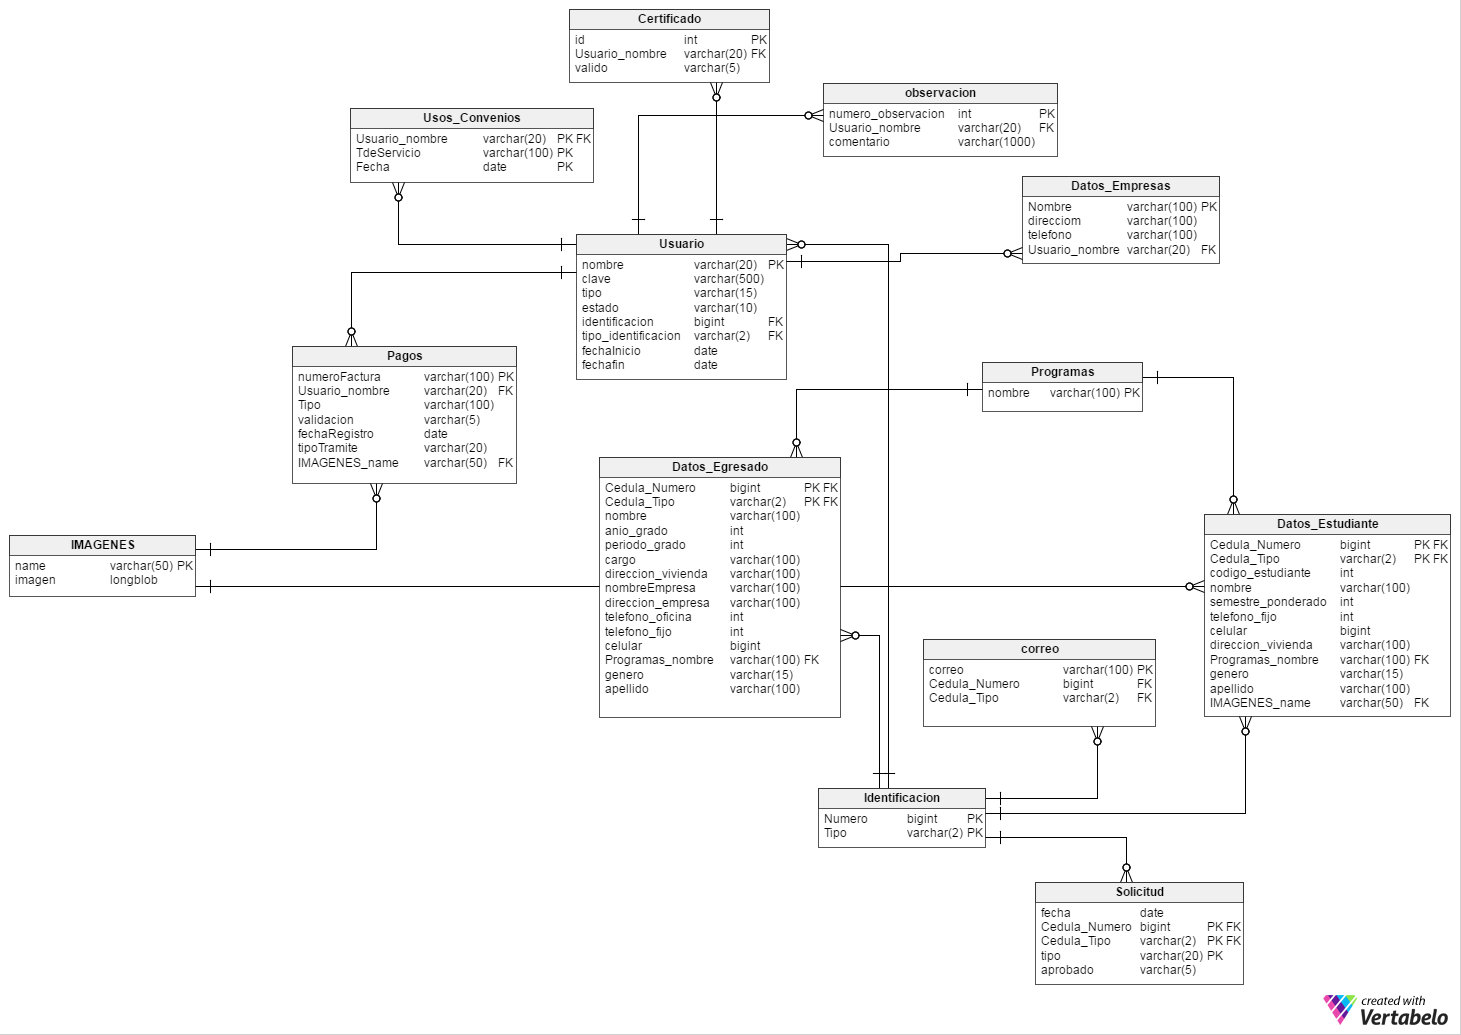 Certificado
id int PK
Usuario_nombre varchar(20) FK
valido varchar(5)
observacion
numero_observacion int PK
Usuario_nombre varchar(20) FK
comentario varchar(1000)
Usos_Convenios
Usuario_nombre varchar(20) PK FK
TdeServicio varchar(100) PK
Fecha date PK
Datos_Empresas
Nombre varchar(100) PK
direcciom varchar(100)
telefono varchar(100)
Usuario_nombre varchar(20) FK
Usuario
nombre varchar(20) PK
clave varchar(500)
tipo varchar(15)
estado varchar(10)
identificacion bigint FK
tipo_identificacion varchar(2) FK
fechaInicio date
fechafin date
Pagos
numeroFactura varchar(100) PK
Usuario_nombre varchar(20) FK
Tipo varchar(100)
validacion varchar(5)
fechaRegistro date
tipoTramite varchar(20)
IMAGENES_name varchar(50) FK
Programas
nombre varchar(100) PK
Datos_Egresado
Cedula_Numero bigint PK FK
Cedula_Tipo varchar(2) PK FK
nombre varchar(100)
anio_grado int
periodo_grado int
cargo varchar(100)
direccion_vivienda varchar(100)
nombreEmpresa varchar(100)
direccion_empresa varchar(100)
telefono_oficina int
telefono_fijo int
celular bigint
Programas_nombre varchar(100) FK
genero varchar(15)
apellido varchar(100)
IMAGENES
name varchar(50) PK
imagen longblob
Datos_Estudiante
Cedula_Numero bigint PK FK
Cedula_Tipo varchar(2) PK FK
codigo_estudiante int
nombre varchar(100)
semestre_ponderado int
telefono_fijo int
celular bigint
direccion_vivienda varchar(100)
Programas_nombre varchar(100) FK
genero varchar(15)
apellido varchar(100)
IMAGENES_name varchar(50) FK
correo
correo varchar(100) PK
Cedula_Numero bigint FK
Cedula_Tipo varchar(2) FK
Identificacion
Numero bigint PK
Tipo varchar(2) PK
Solicitud
fecha date
Cedula_Numero bigint PK FK
Cedula_Tipo varchar(2) PK FK
tipo varchar(20) PK
aprobado varchar(5)
created with
Vertabelo